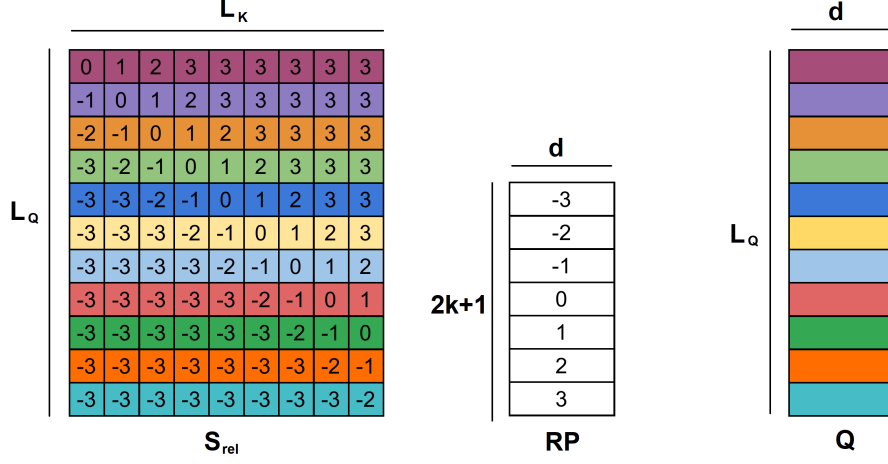 L K
0 1 2 3 3 3 3 3 3
-1 0 1 2 3 3 3 3 3
-2 -1 0 1 2 3 3 3 3
-3 -2 -1 0 1 2 3 3 3
-3 -3 -2 -1 0 1 2 3 3
-3 -3 -3 -2 -1 0 1 2 3
-3 -3 -3 -3 -2 -1 0 1 2
-3 -3 -3 -3 -3 -2 -1 0 1
-3 -3 -3 -3 -3 -3 -2 -1 0
-3 -3 -3 -3 -3 -3 -3 -2 -1
-3 -3 -3 -3 -3 -3 -3 -3 -2
L Q
S rel
d
-3
-2
-1
0
1
2
3
2k+1
RP
d
L Q
Q